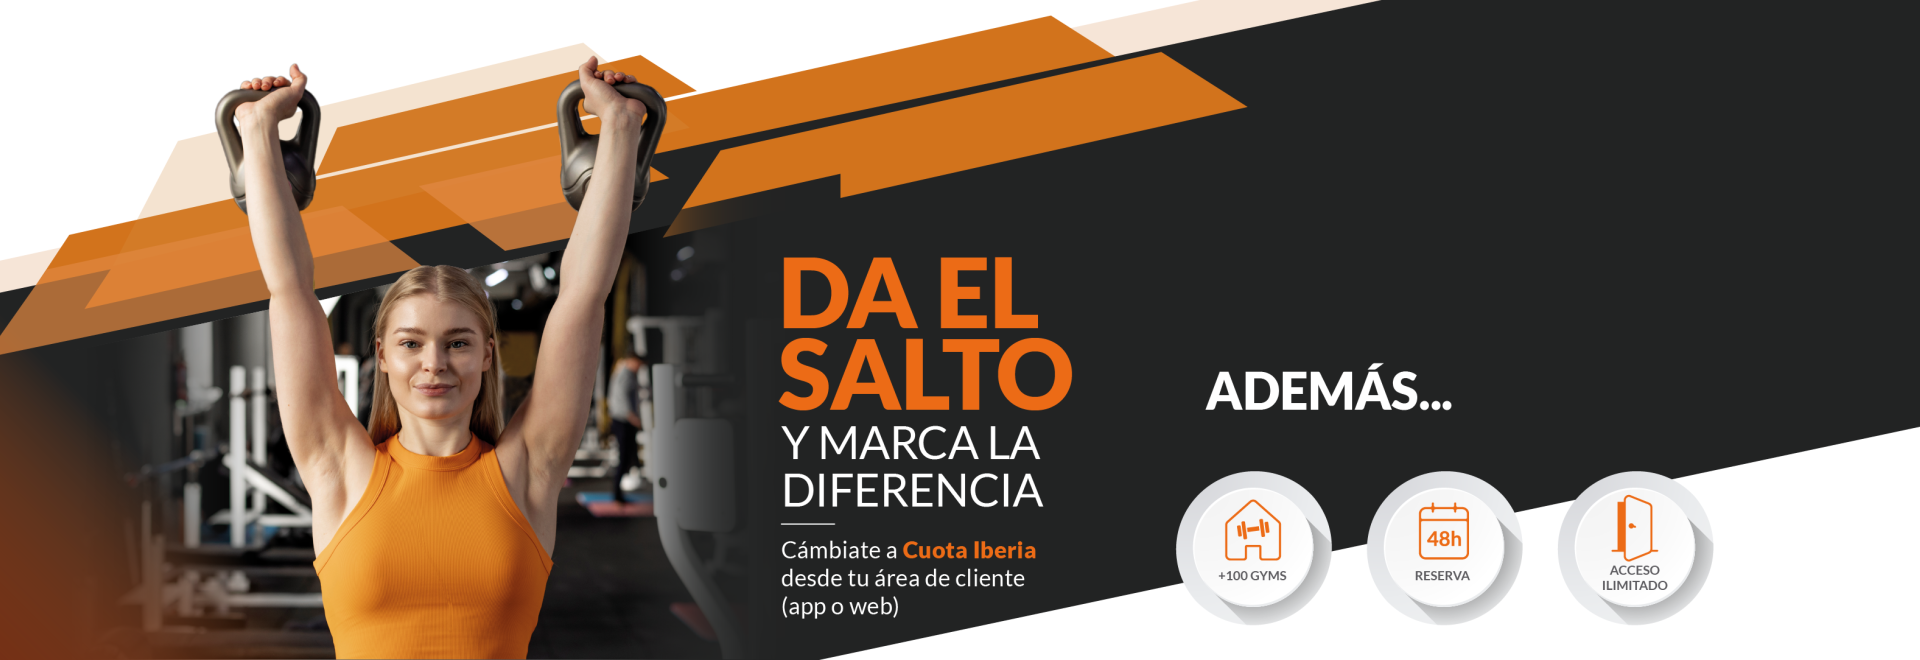 DA EL
SALTO
Y MARCA LA
DIFERENCIA
Cámbiate a Cuota Iberia
desde tu área de cliente
(app o web)
ADEMÁS...
+100 GYMS
48h
RESERVA
ACCESO
ILIMITADO